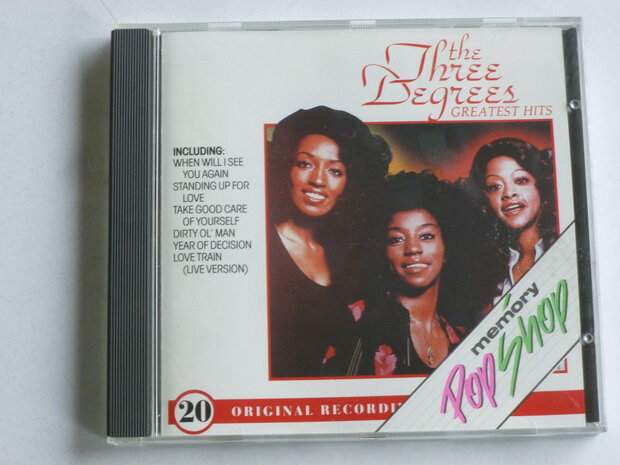 the
Three
Degrees
GREATEST HITS
INCLUDING:
WHEN WILL I SEE
YOU AGAIN
STANDING UP FOR
LOVE
TAKE GOOD CARE
OF YOURSELF
DIRTY OL' MAN
YEAR OF DECISION
LOVE TRAIN
(LIVE VERSION)
memory
Pop Shop
20 ORIGINAL RECORDIN